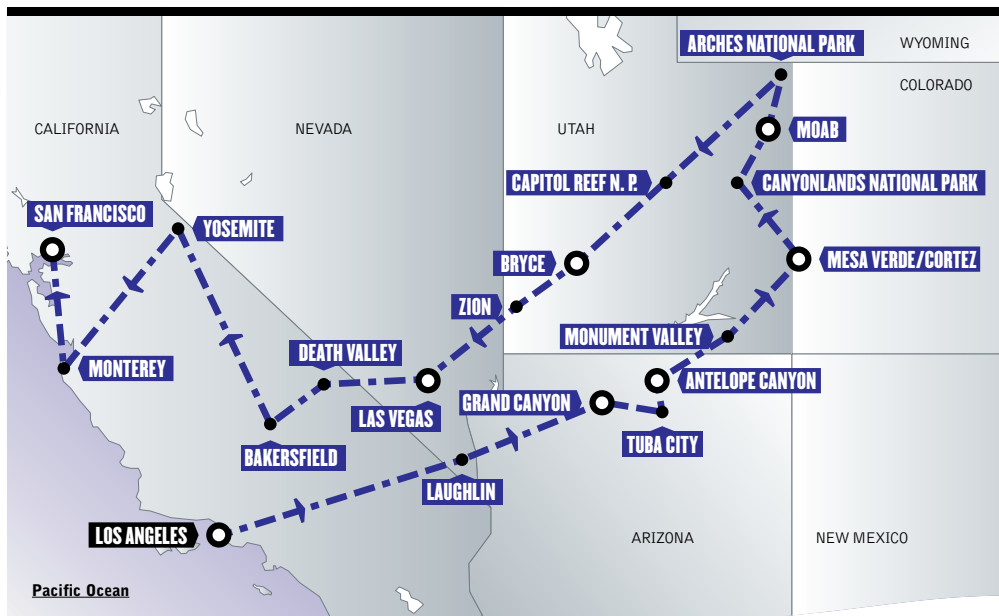 ARCHES NATIONAL PARK
WYOMING
COLORADO
CALIFORNIA
NEVADA
UTAH
MOAB
CAPITOL REEF N. P.
CANYONLANDS NATIONAL PARK
SAN FRANCISCO
YOSEMITE
BRYCE
MESA VERDE/CORTEZ
ZION
MONUMENT VALLEY
DEATH VALLEY
MONTEREY
ANTELOPE CANYON
GRAND CANYON
LAS VEGAS
TUBA CITY
BAKERSFIELD
LAUGHLIN
LOS ANGELES
ARIZONA
NEW MEXICO
Pacific Ocean